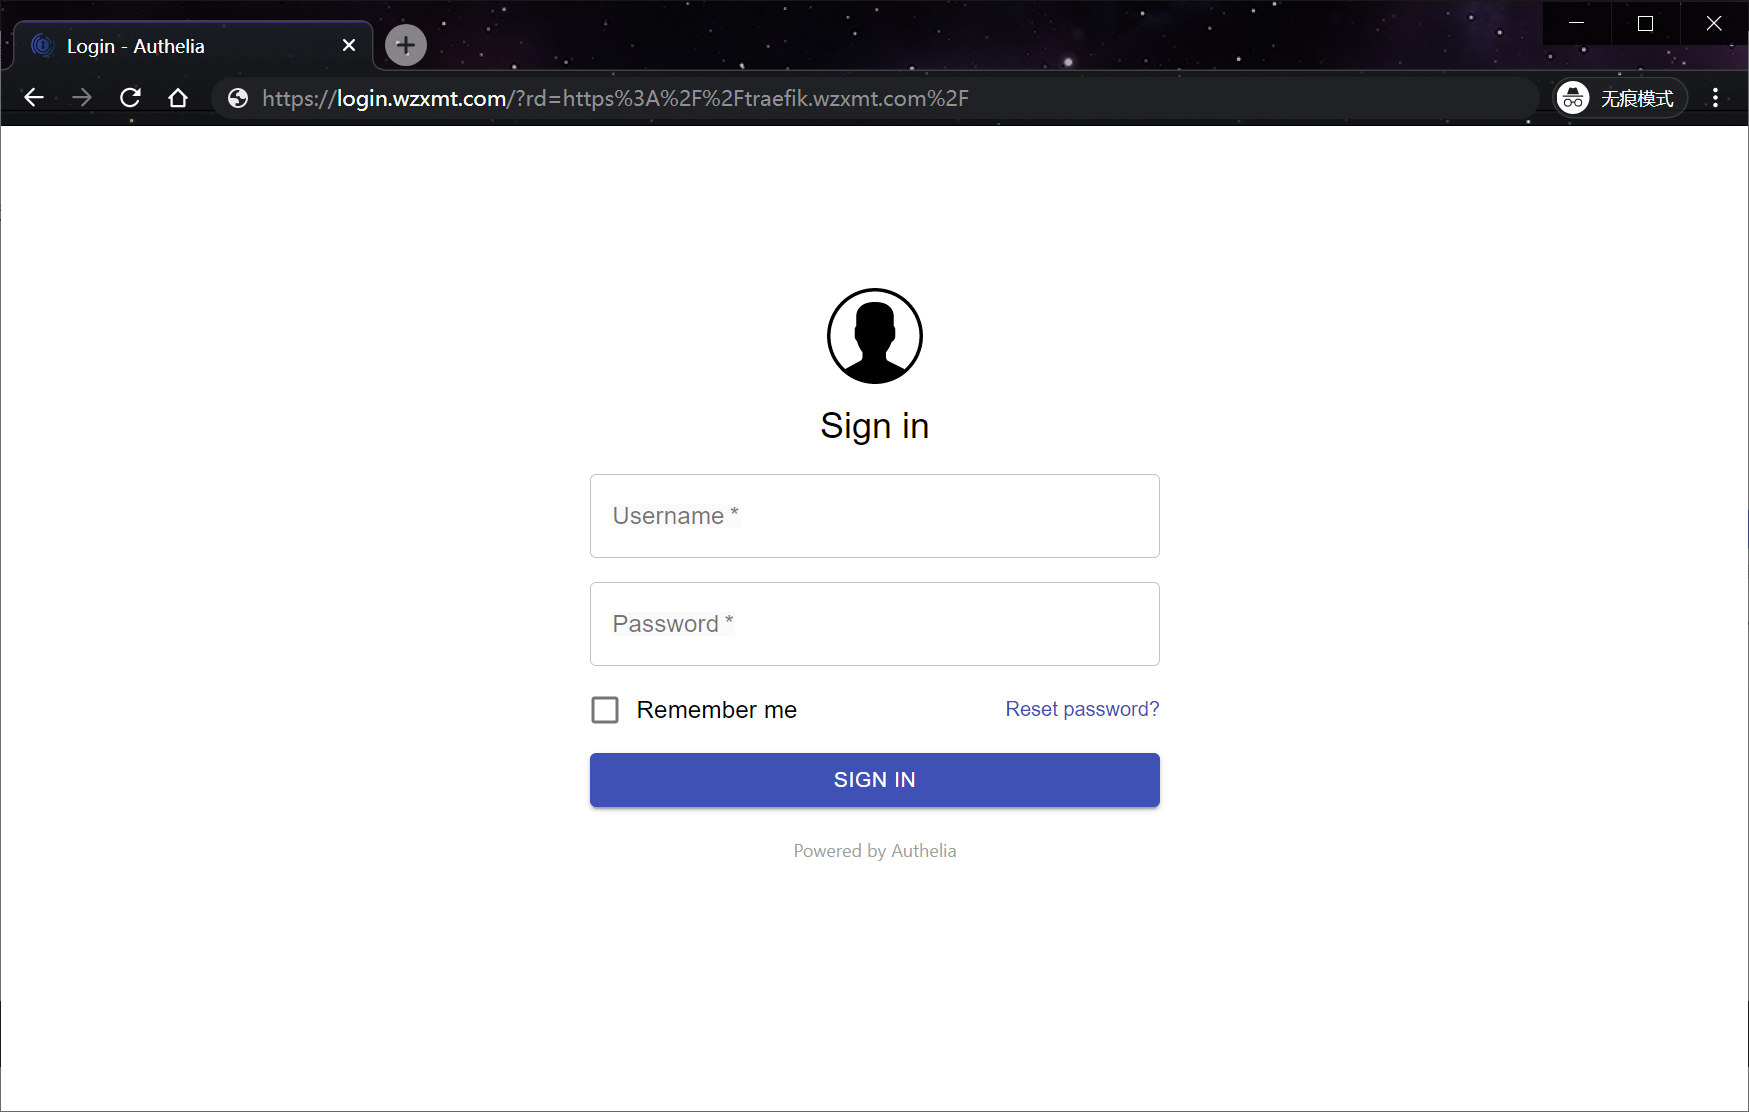 Login - Authelia
https://login.wzxmt.com/?rd=https%3A%2F%2Ftraefik.wzxmt.com%2F
无痕模式
Sign in
Username *
Password *
Remember me
Reset password?
SIGN IN
Powered by Authelia